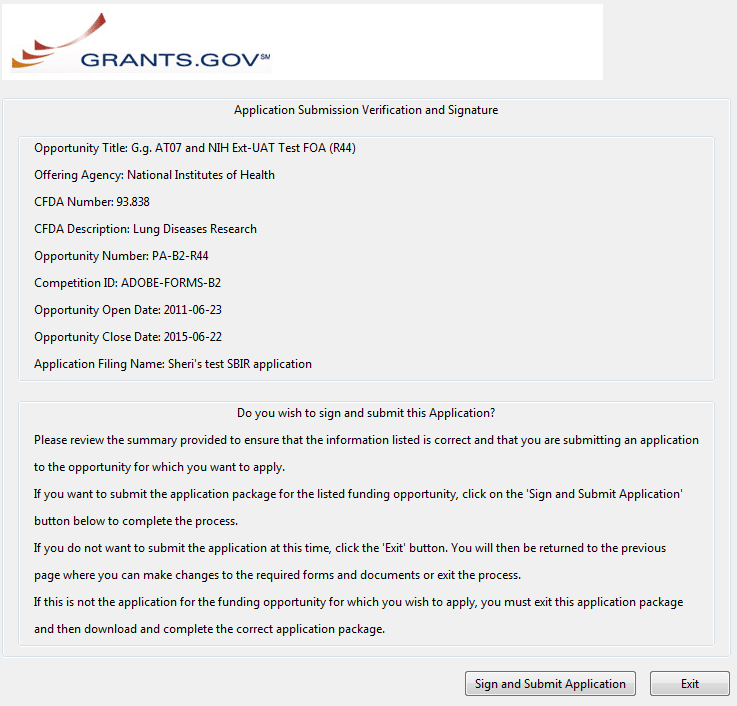 GRANTS.GOV℠
Application Submission Verification and Signature
Opportunity Title: G.g. AT07 and NIH Ext-UAT Test FOA (R44)
Offering Agency: National Institutes of Health
CFDA Number: 93.838
CFDA Description: Lung Diseases Research
Opportunity Number: PA-B2-R44
Competition ID: ADOBE-FORMS-B2
Opportunity Open Date: 2011-06-23
Opportunity Close Date: 2015-06-22
Application Filing Name: Sheri's test SBIR application
Do you wish to sign and submit this Application?
Please review the summary provided to ensure that the information listed is correct and that you are submitting an application
to the opportunity for which you want to apply.
If you want to submit the application package for the listed funding opportunity, click on the 'Sign and Submit Application'
button below to complete the process.
If you do not want to submit the application at this time, click the 'Exit' button. You will then be returned to the previous
page where you can make changes to the required forms and documents or exit the process.
If this is not the application for the funding opportunity for which you wish to apply, you must exit this application package
and then download and complete the correct application package.
Sign and Submit Application
Exit